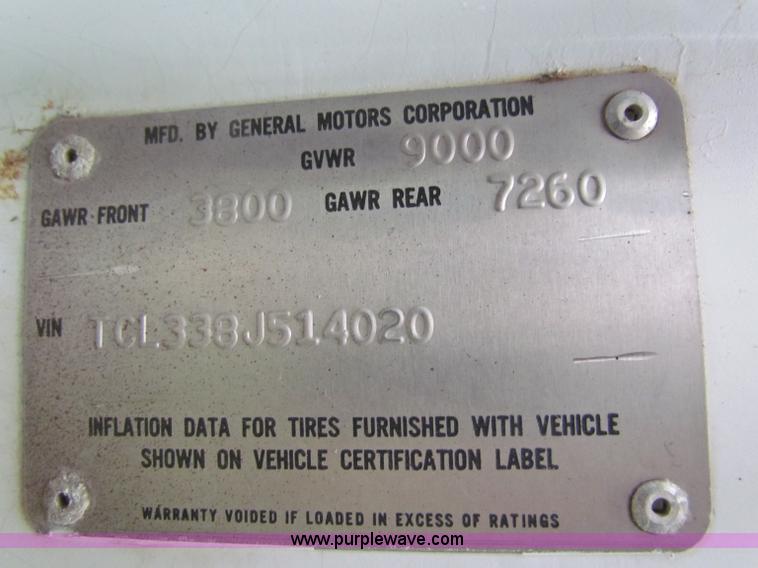 MFD. BY GENERAL MOTORS CORPORATION
GVWR 9000
GAWR FRONT 3800 GAWR REAR 7260
VIN TCL338J514020
INFLATION DATA FOR TIRES FURNISHED WITH VEHICLE
SHOWN ON VEHICLE CERTIFICATION LABEL
WARRANTY VOIDED IF LOADED IN EXCESS OF RATINGS
www.purplewave.com